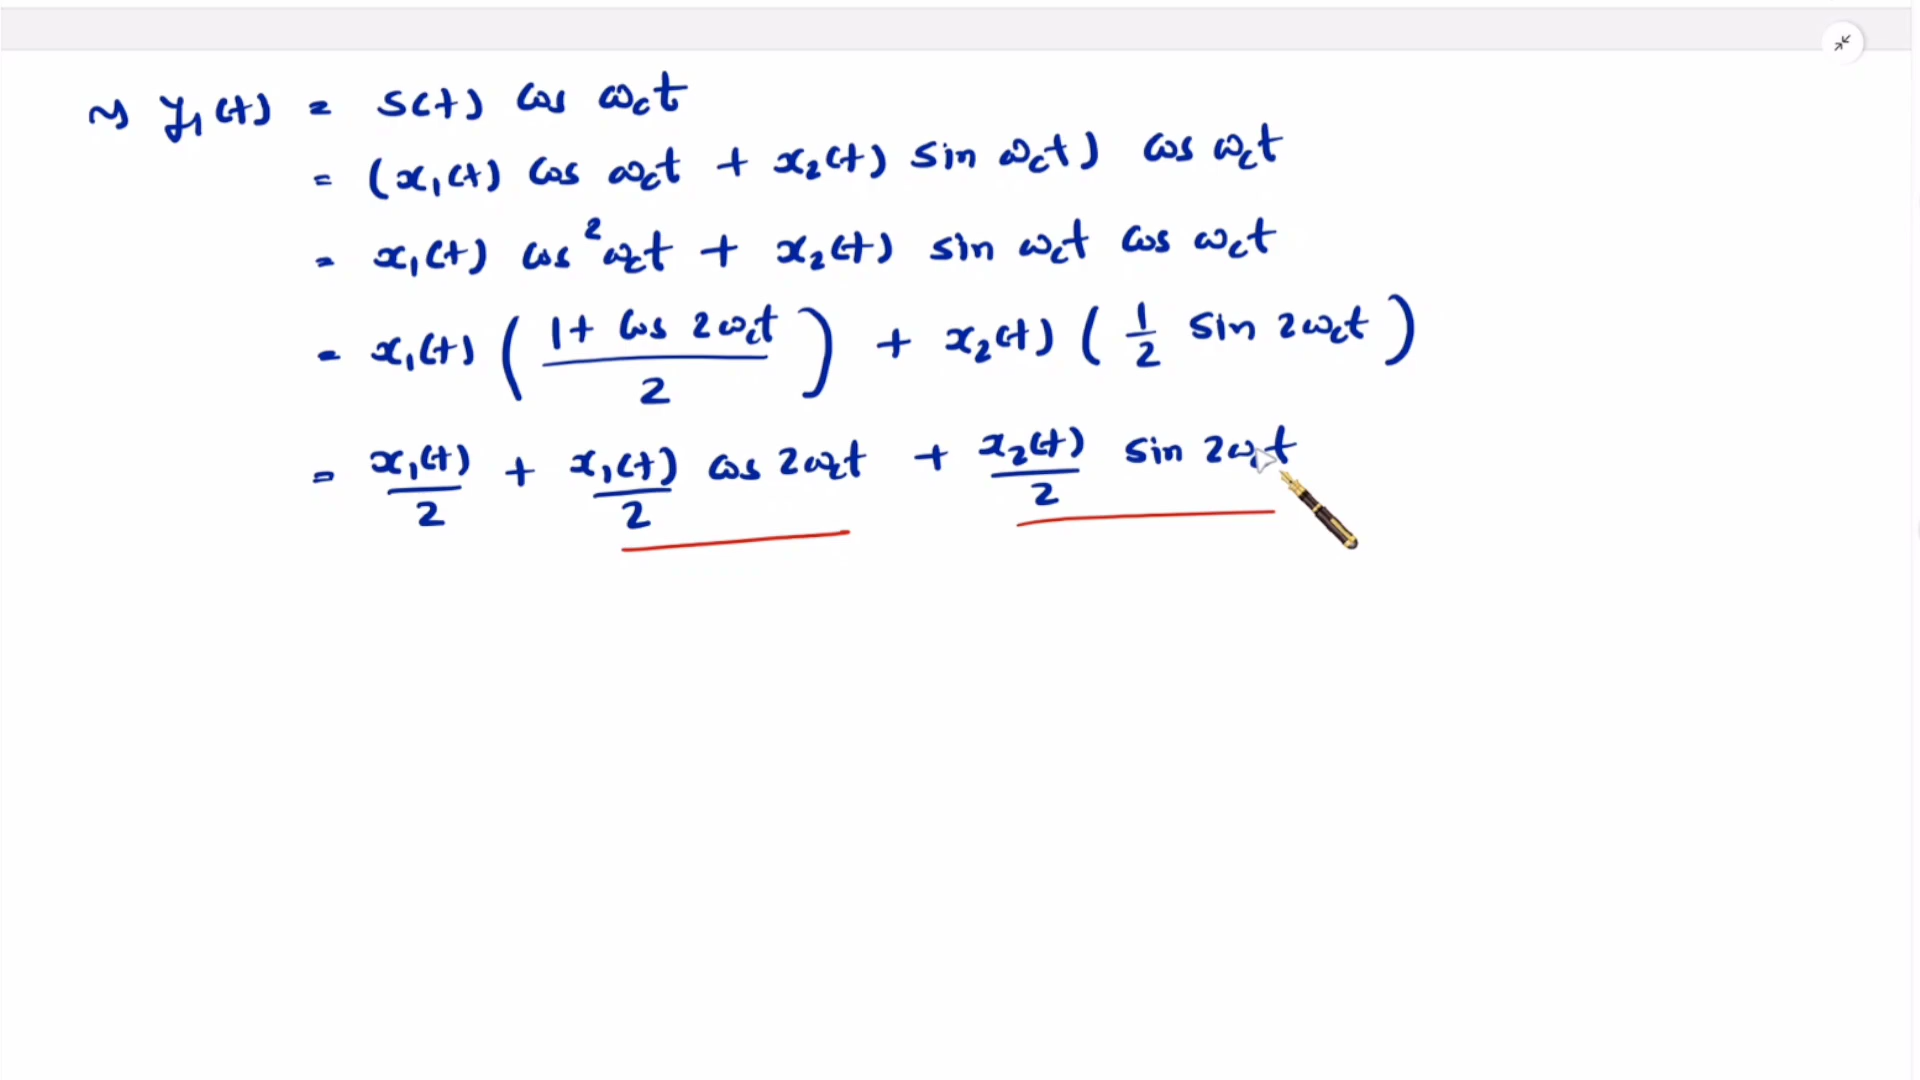 ⇝ y₁(t) = s(t) cos ω_c t
= (x₁(t) cos ω_c t + x₂(t) sin ω_c t) cos ω_c t
= x₁(t) cos² ω_c t + x₂(t) sin ω_c t cos ω_c t
= x₁(t) ( (1 + cos 2ω_c t) / 2 ) + x₂(t) ( 1/2 sin 2ω_c t )
= x₁(t)/2 + x₁(t)/2 cos 2ω_c t + x₂(t)/2 sin 2ω_c t